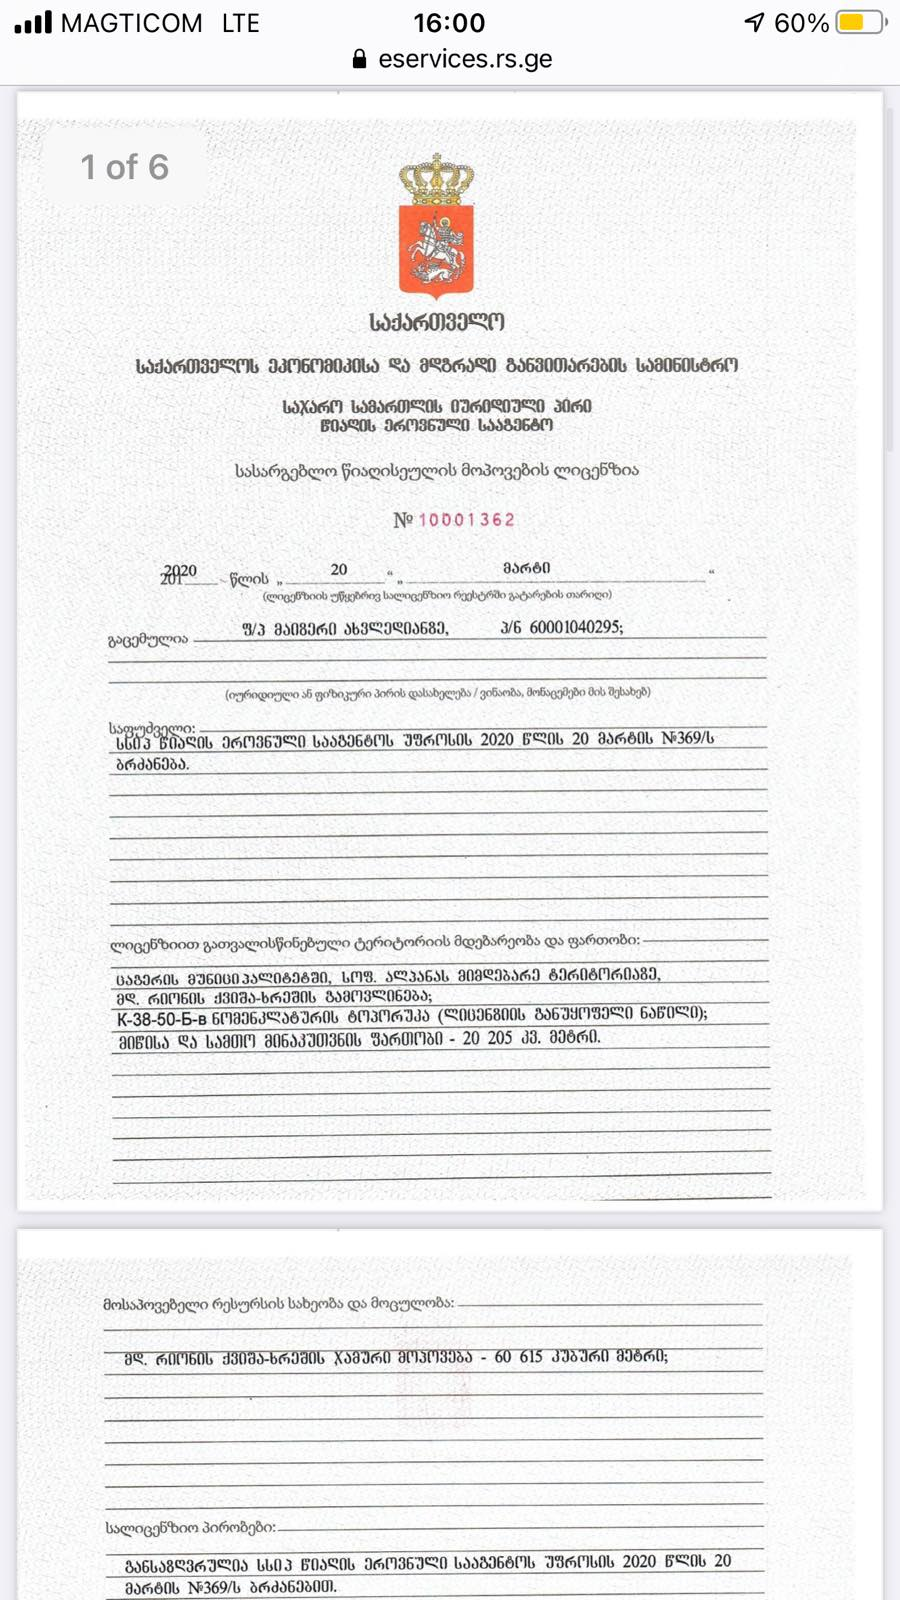 MAGTICOM LTE 16:00 60%
eservices.rs.ge
1 of 6
საქართველო
საქართველოს ეკონომიკისა და მდგრადი განვითარების სამინისტრო
საჯარო სამართლის იურიდიული პირი
წიაღის ეროვნული სააგენტო
სასარგებლო წიაღისეულის მოპოვების ლიცენზია
№ 10001362
2020 წლის „ 20 “ „ მარტი “
(ლიცენზიის უწყებრივ სალიცენზიო რეესტრში გატარების თარიღი)
გაცემულია ფ/პ მაიზერი ახვლედიანზე, პ/ნ 60001040295;
(იურიდიული ან ფიზიკური პირის დასახელება / ვინაობა, მონაცემები მის შესახებ)
საფუძველი:
სსიპ წიაღის ეროვნული სააგენტოს უფროსის 2020 წლის 20 მარტის №369/ს
ბრძანება.
ლიცენზიით გათვალისწინებული ტერიტორიის მდებარეობა და ფართობი:
ცაგერის მუნიციპალიტეტში, სოფ. ალპანას მიმდებარე ტერიტორიაზე,
მდ. რიონის ქვიშა-ხრეშის გამოვლინება;
К-38-50-Б-в ნომენკლატურის ტოპორუკა (ლიცენზიის განუყოფელი ნაწილი);
მიწისა და სამთო მინაკუთვნის ფართობი - 20 205 კვ. მეტრი.
მოსაპოვებელი რესურსის სახეობა და მოცულობა:
მდ. რიონის ქვიშა-ხრეშის ჯამური მოპოვება - 60 615 კუბური მეტრი;
სალიცენზიო პირობები:
განსაზღვრულია სსიპ წიაღის ეროვნული სააგენტოს უფროსის 2020 წლის 20
მარტის №369/ს ბრძანებით.